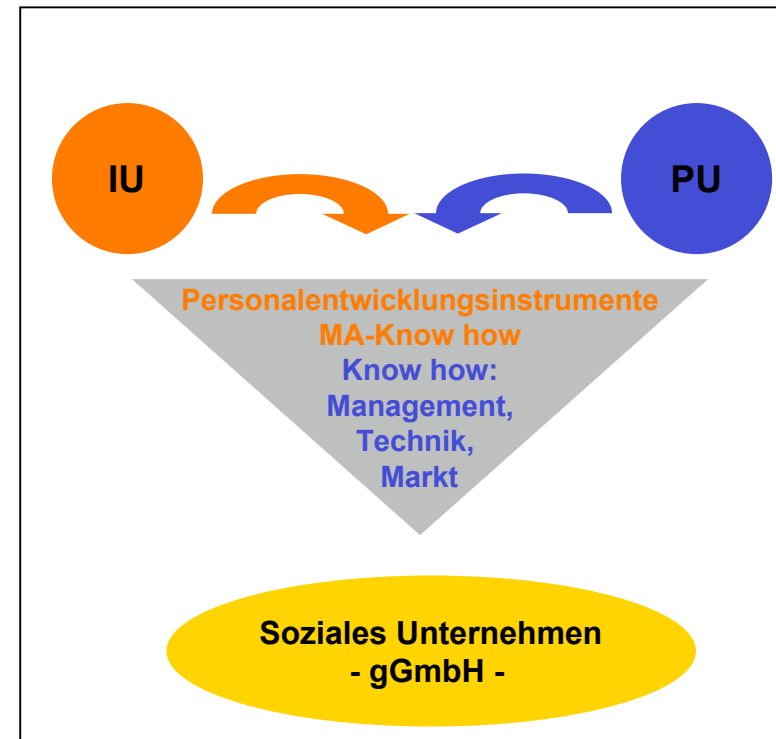 IU
PU
Personalentwicklungsinstrumente
MA-Know how
Know how:
Management,
Technik,
Markt
Soziales Unternehmen
- gGmbH -